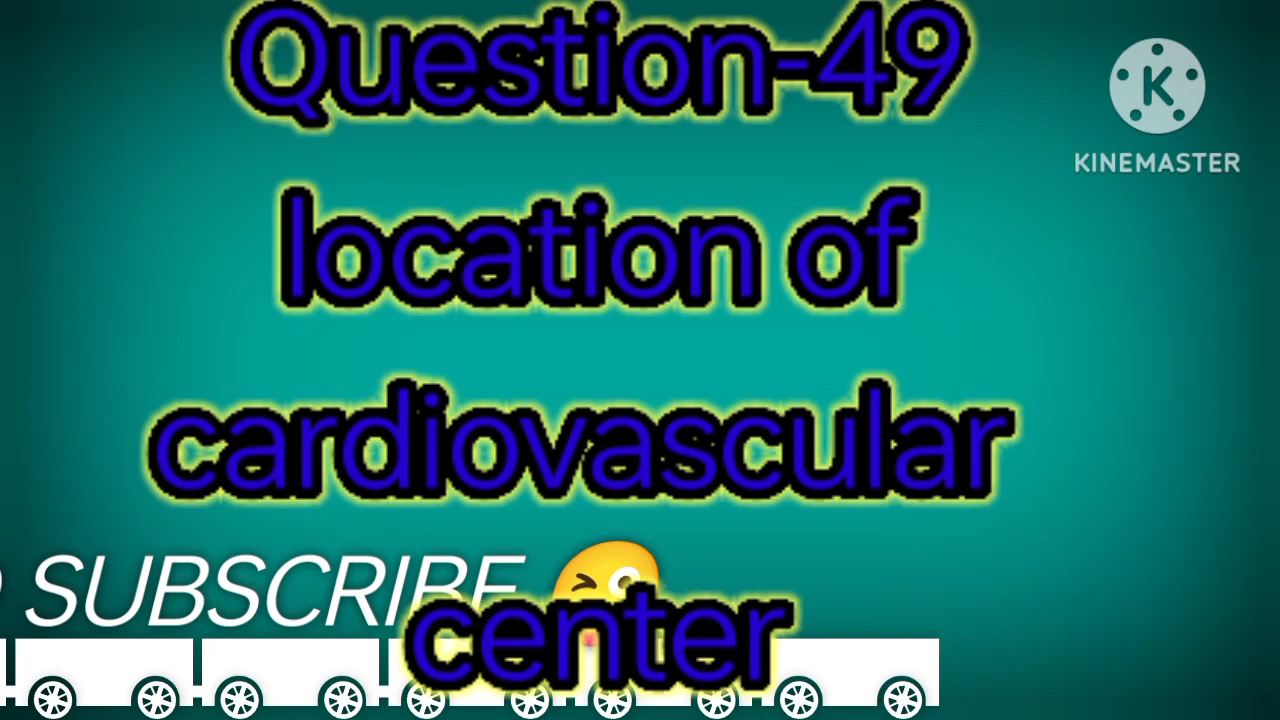 Question-49
K
KINEMASTER
location of
cardiovascular
SUBSCRIBE
center